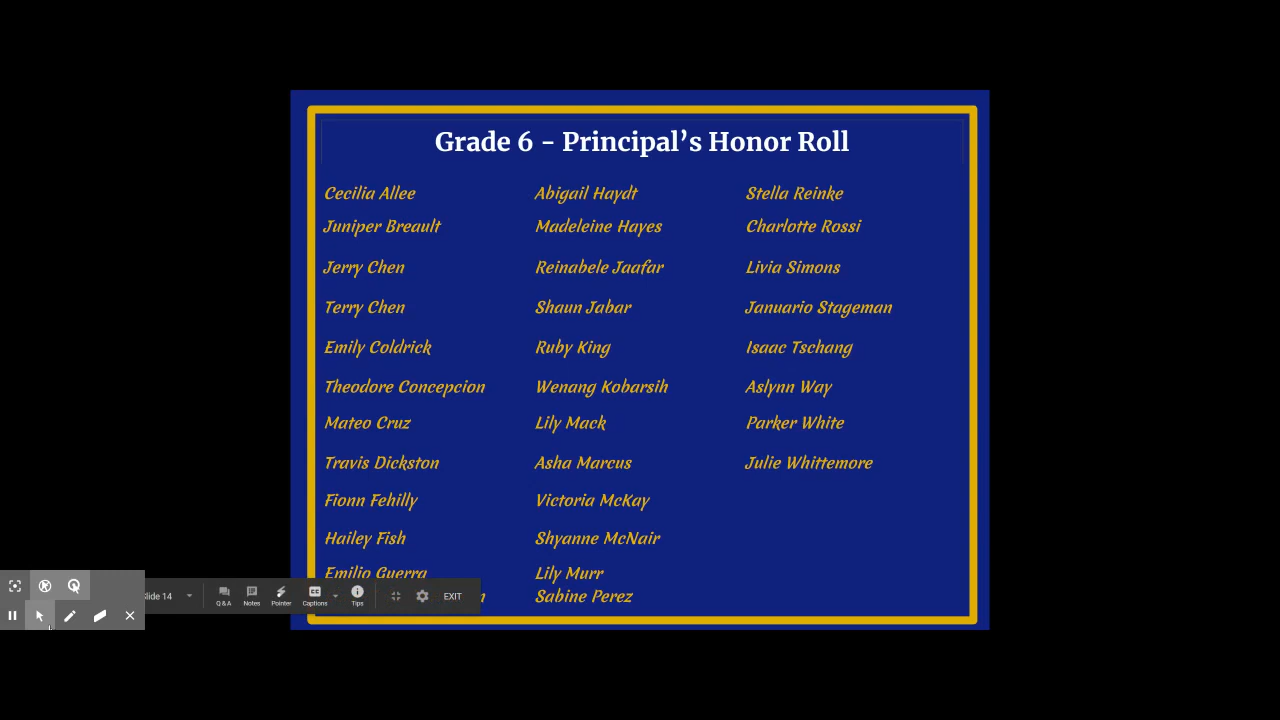 Grade 6 – Principal's Honor Roll
Cecilia Allee
Juniper Breault
Jerry Chen
Terry Chen
Emily Coldrick
Theodore Concepcion
Mateo Cruz
Travis Dickston
Fionn Fehilly
Hailey Fish
Emilio Guerra
Abigail Haydt
Madeleine Hayes
Reinabele Jaafar
Shaun Jabar
Ruby King
Wenang Kobarsih
Lily Mack
Asha Marcus
Victoria McKay
Shyanne McNair
Lily Murr
Sabine Perez
Stella Reinke
Charlotte Rossi
Livia Simons
Januario Stageman
Isaac Tschang
Aslynn Way
Parker White
Julie Whittemore
Slide 14
Q&A
Notes
Pointer
Captions
Tips
EXIT